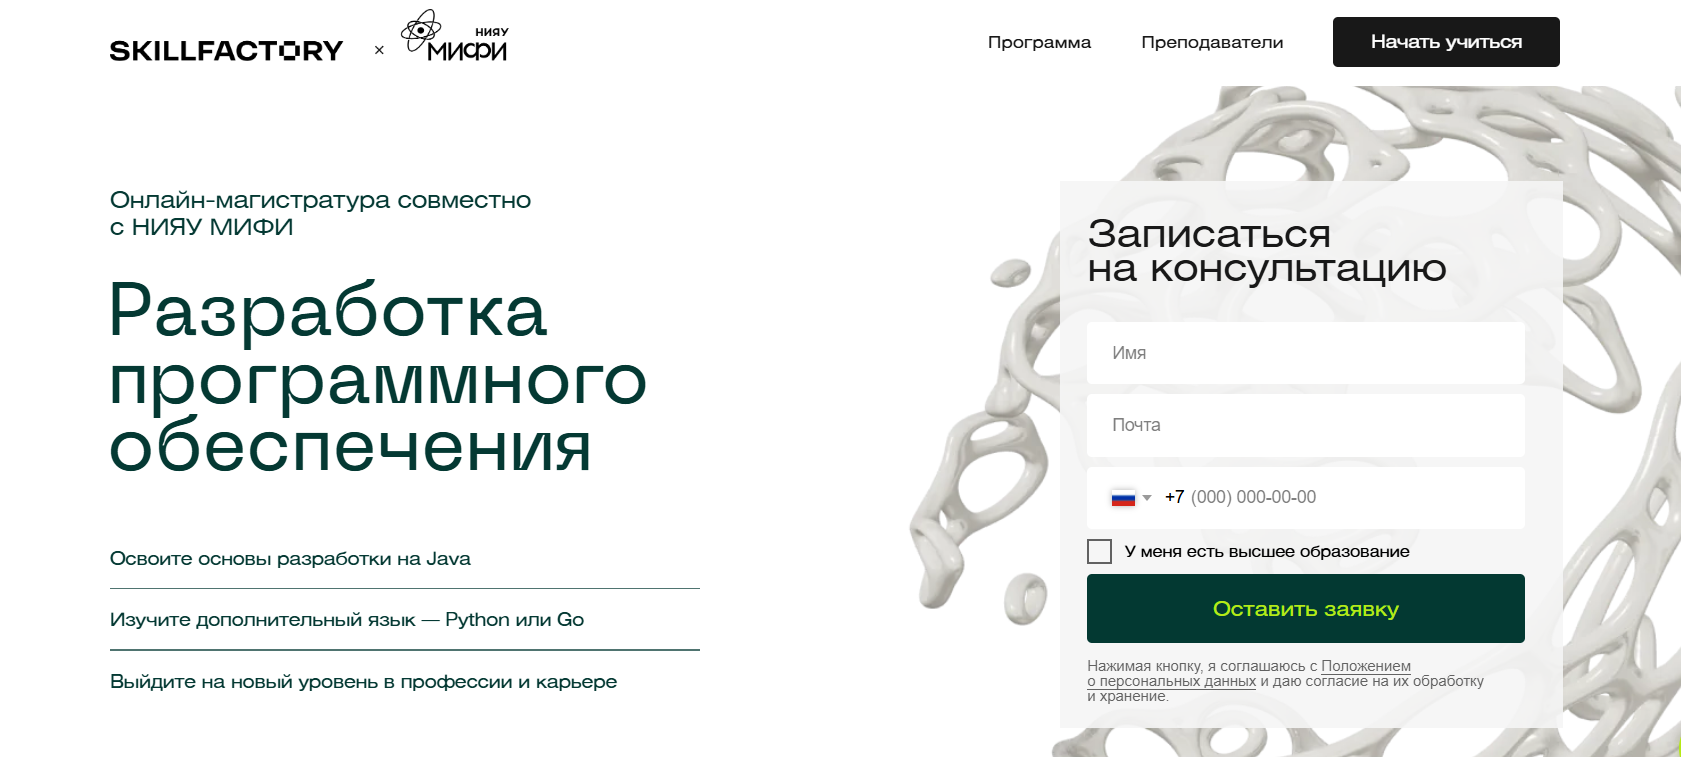 SKILLFACTORY × НИЯУ МИФИ
Программа Преподаватели Начать учиться
Онлайн-магистратура совместно
с НИЯУ МИФИ
Разработка
программного
обеспечения
Освоите основы разработки на Java
Изучите дополнительный язык — Python или Go
Выйдите на новый уровень в профессии и карьере
Записаться
на консультацию
Имя
Почта
+7 (000) 000-00-00
У меня есть высшее образование
Оставить заявку
Нажимая кнопку, я соглашаюсь с Положением
о персональных данных и даю согласие на их обработку
и хранение.